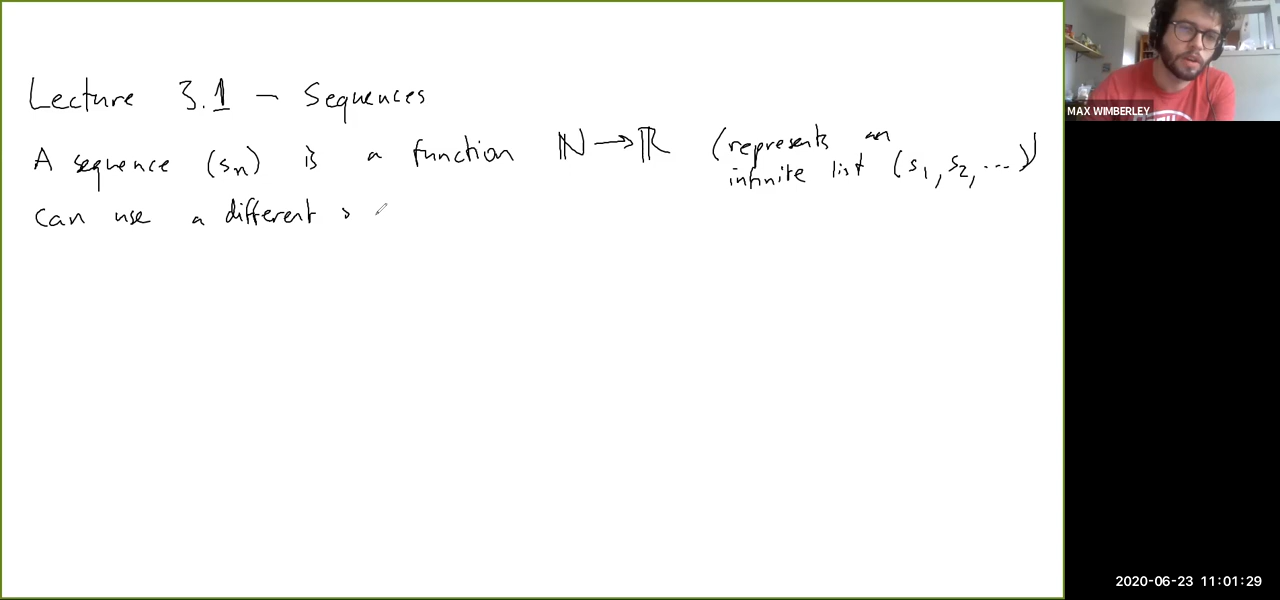 Lecture 3.1 – Sequences
A sequence (sₙ) is a function ℕ → ℝ (represents an
infinite list (s₁, s₂, ...))
can use a different s
MAX WIMBERLEY
2020-06-23 11:01:29